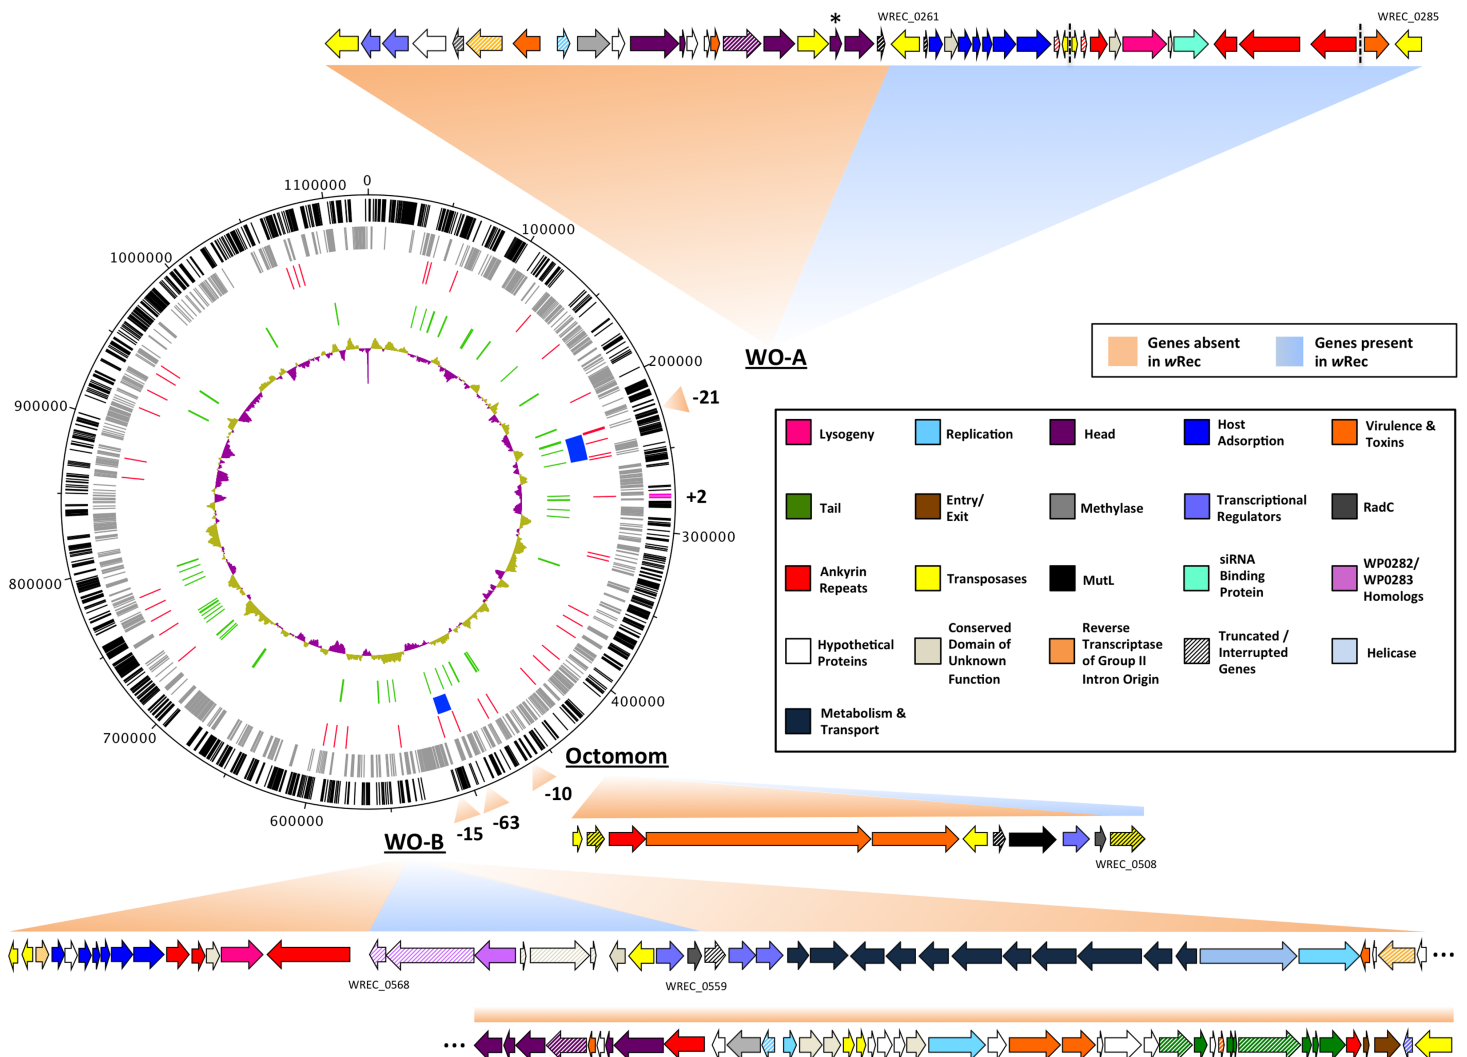 *
WREC_0261
WREC_0285
0
1100000
100000
1000000
200000
900000
300000
800000
400000
700000
600000
WO-A
-21
+2
Genes absent
in wRec
Genes present
in wRec
Lysogeny
Replication
Head
Host
Adsorption
Virulence &
Toxins
Tail
Entry/
Exit
Methylase
Transcriptional
Regulators
RadC
Ankyrin
Repeats
Transposases
MutL
siRNA
Binding
Protein
WP0282/
WP0283
Homologs
Hypothetical
Proteins
Conserved
Domain of
Unknown
Function
Reverse
Transcriptase
of Group II
Intron Origin
Truncated /
Interrupted
Genes
Helicase
Metabolism &
Transport
Octomom
-10
-63
-15
WO-B
WREC_0508
WREC_0568
WREC_0559
...
...